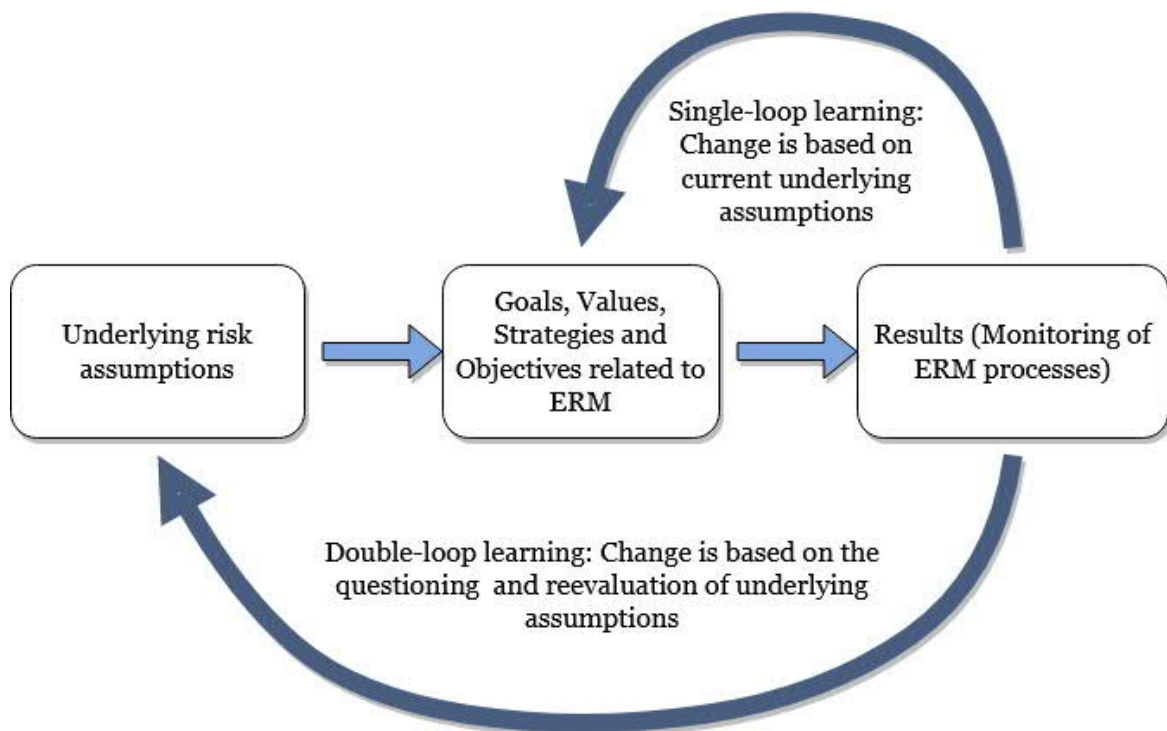 Single-loop learning:
Change is based on
current underlying
assumptions
Underlying risk
assumptions
Goals, Values,
Strategies and
Objectives related to
ERM
Results (Monitoring of
ERM processes)
Double-loop learning: Change is based on the
questioning  and reevaluation of underlying
assumptions